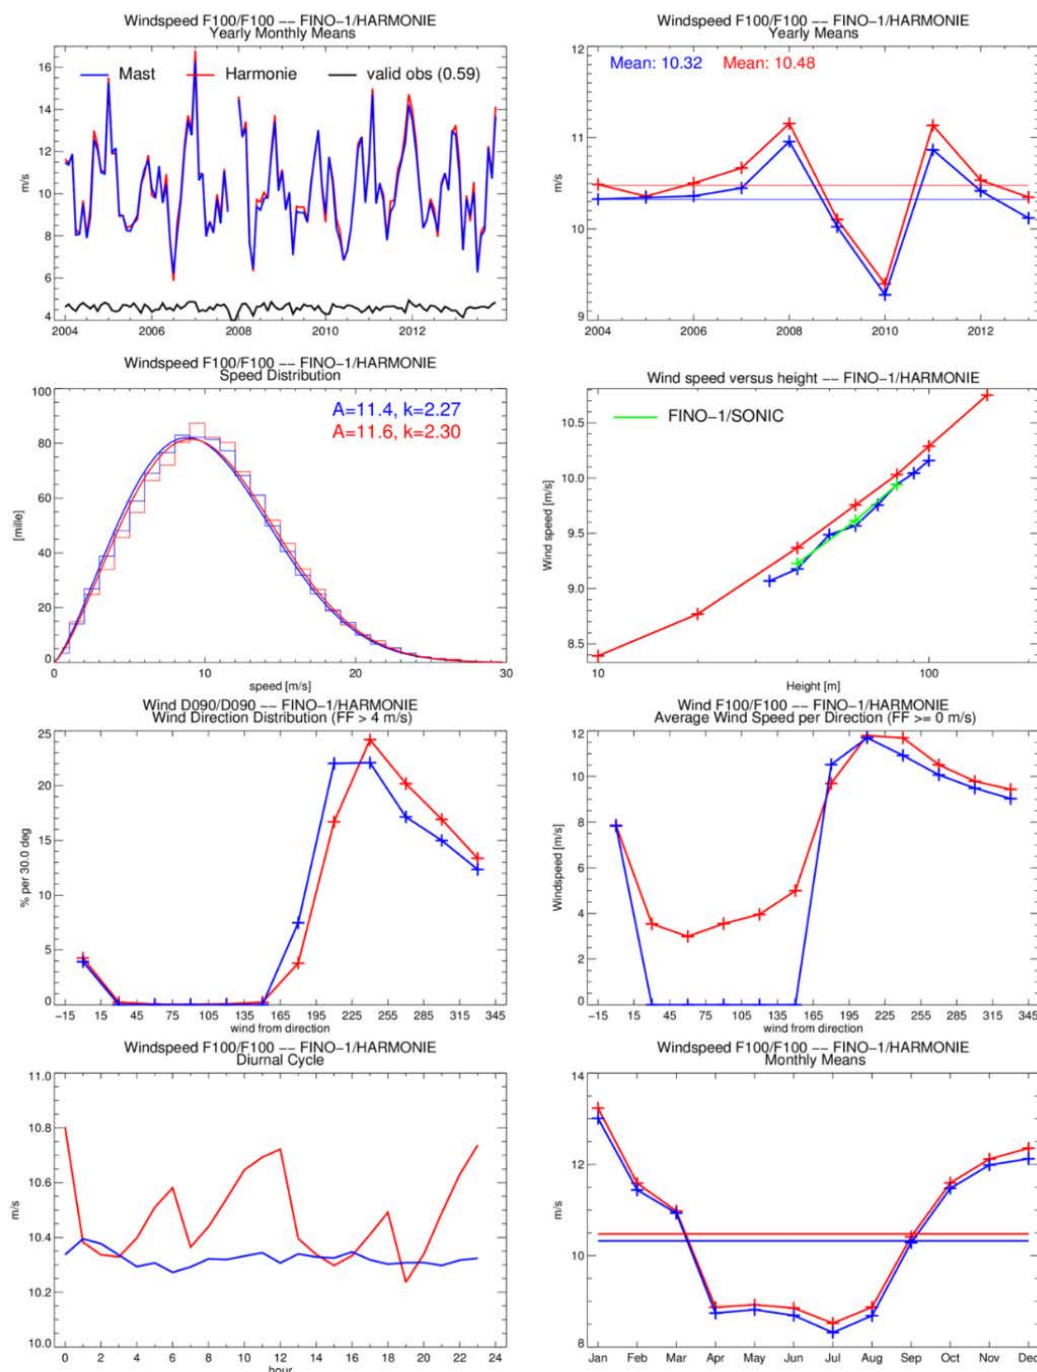 Windspeed F100/F100 -- FINO-1/HARMONIE
Yearly Monthly Means
16
14
12
10
8
6
4
m/s
Mast
Harmonie
valid obs (0.59)
2004 2006 2008 2010 2012
Windspeed F100/F100 -- FINO-1/HARMONIE
Yearly Means
12
11
10
9
m/s
Mean: 10.32 Mean: 10.48
2004 2006 2008 2010 2012
Windspeed F100/F100 -- FINO-1/HARMONIE
Speed Distribution
100
80
60
40
20
0
[mille]
A=11.4, k=2.27
A=11.6, k=2.30
0 10 20 30
speed [m/s]
Wind speed versus height -- FINO-1/HARMONIE
10.5
10.0
9.5
9.0
8.5
Wind speed [m/s]
FINO-1/SONIC
10 100
Height [m]
Wind D090/D090 -- FINO-1/HARMONIE
Wind Direction Distribution (FF > 4 m/s)
25
20
15
10
5
0
% per 30.0 deg
-15 15 45 75 105 135 165 195 225 255 285 315 345
wind from direction
Wind F100/F100 -- FINO-1/HARMONIE
Average Wind Speed per Direction (FF >= 0 m/s)
12
10
8
6
4
2
0
Windspeed [m/s]
-15 15 45 75 105 135 165 195 225 255 285 315 345
wind from direction
Windspeed F100/F100 -- FINO-1/HARMONIE
Diurnal Cycle
11.0
10.8
10.6
10.4
10.2
10.0
m/s
0 2 4 6 8 10 12 14 16 18 20 22 24
hour
Windspeed F100/F100 -- FINO-1/HARMONIE
Monthly Means
14
12
10
8
m/s
Jan Feb Mar Apr May Jun Jul Aug Sep Oct Nov Dec